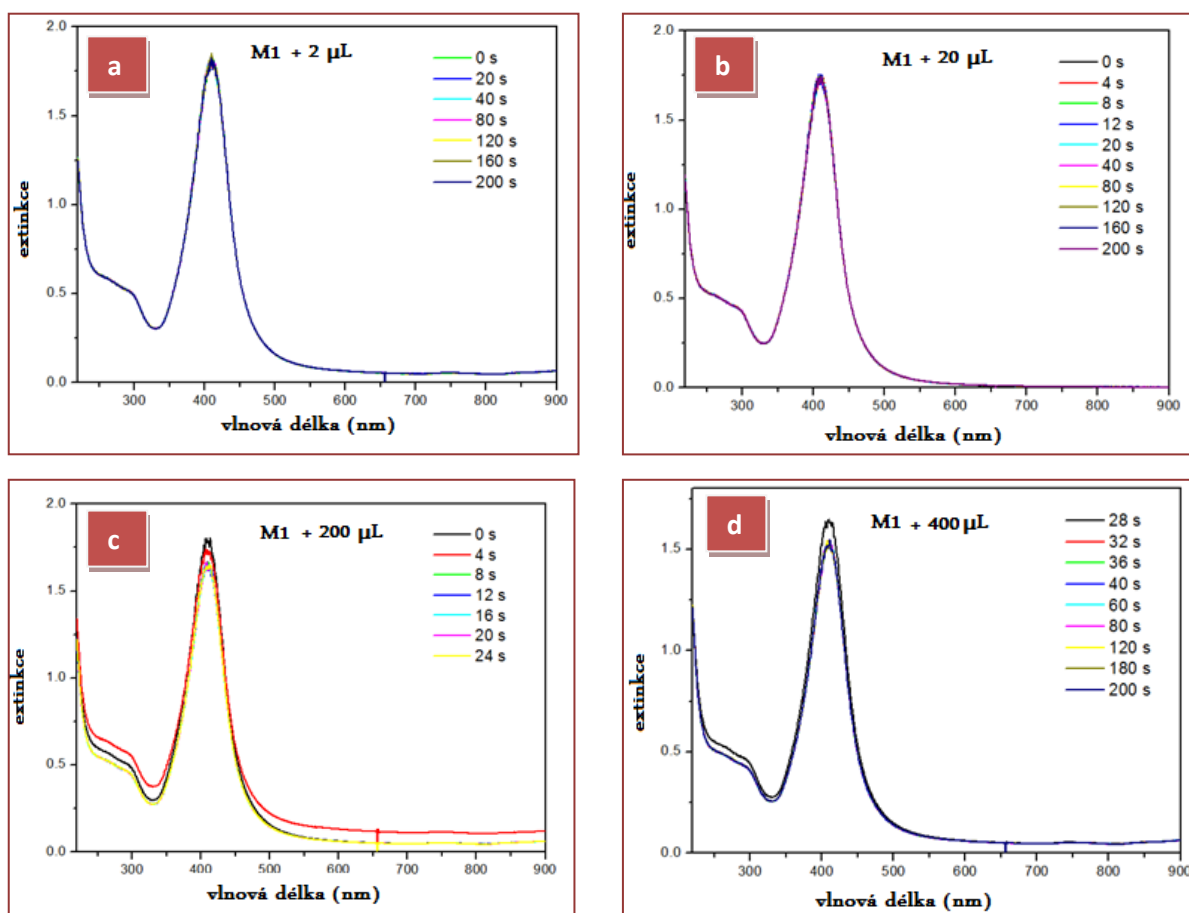 a
M1 + 2 µL
0 s
20 s
40 s
80 s
120 s
160 s
200 s
2.0
1.5
1.0
0.5
0.0
extinkce
300 400 500 600 700 800 900
vlnová délka (nm)
b
M1 + 20 µL
0 s
4 s
8 s
12 s
20 s
40 s
80 s
120 s
160 s
200 s
2.0
1.5
1.0
0.5
0.0
extinkce
300 400 500 600 700 800 900
vlnová délka (nm)
c
M1 + 200 µL
0 s
4 s
8 s
12 s
16 s
20 s
24 s
2.0
1.5
1.0
0.5
0.0
extinkce
300 400 500 600 700 800 900
vlnová délka (nm)
d
M1 + 400 µL
28 s
32 s
36 s
40 s
60 s
80 s
120 s
180 s
200 s
1.5
1.0
0.5
0.0
extinkce
300 400 500 600 700 800 900
vlnová délka (nm)